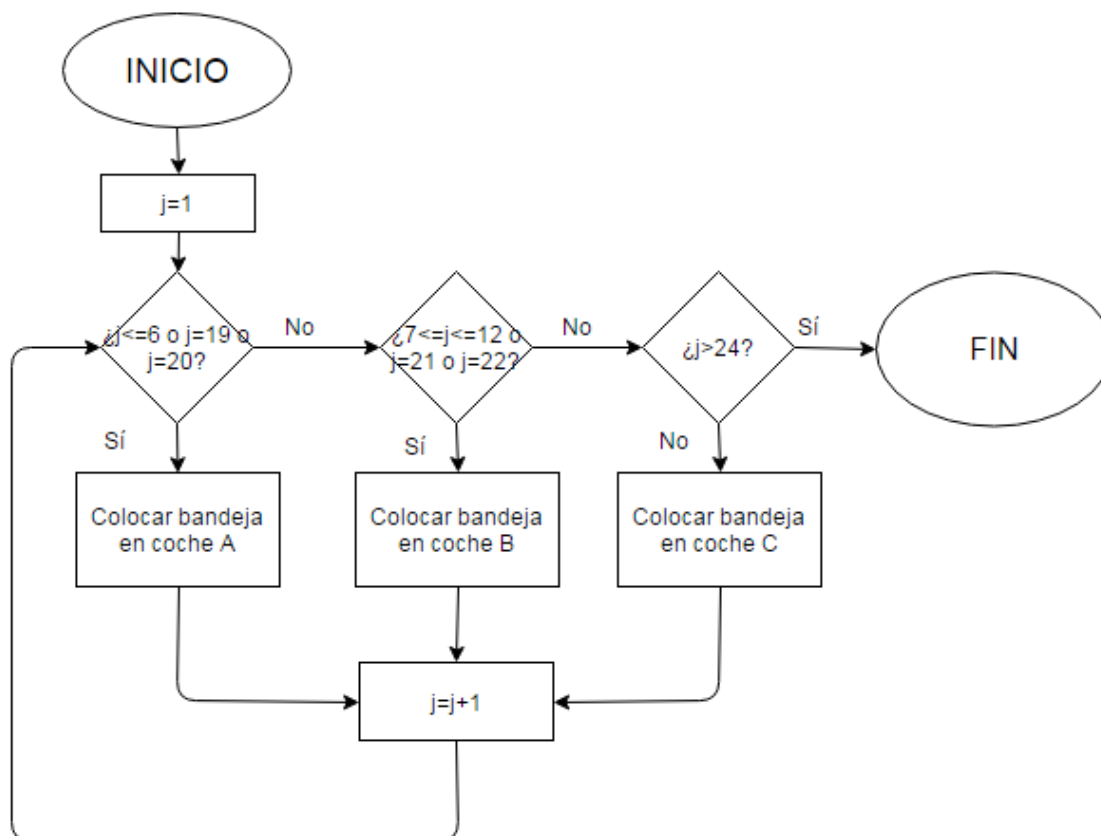 INICIO
j=1
¿j<=6 o j=19 o
j=20?
No
¿7<=j<=12 o
j=21 o j=22?
No
¿j>24?
Sí
FIN
Sí
Sí
No
Colocar bandeja
en coche A
Colocar bandeja
en coche B
Colocar bandeja
en coche C
j=j+1